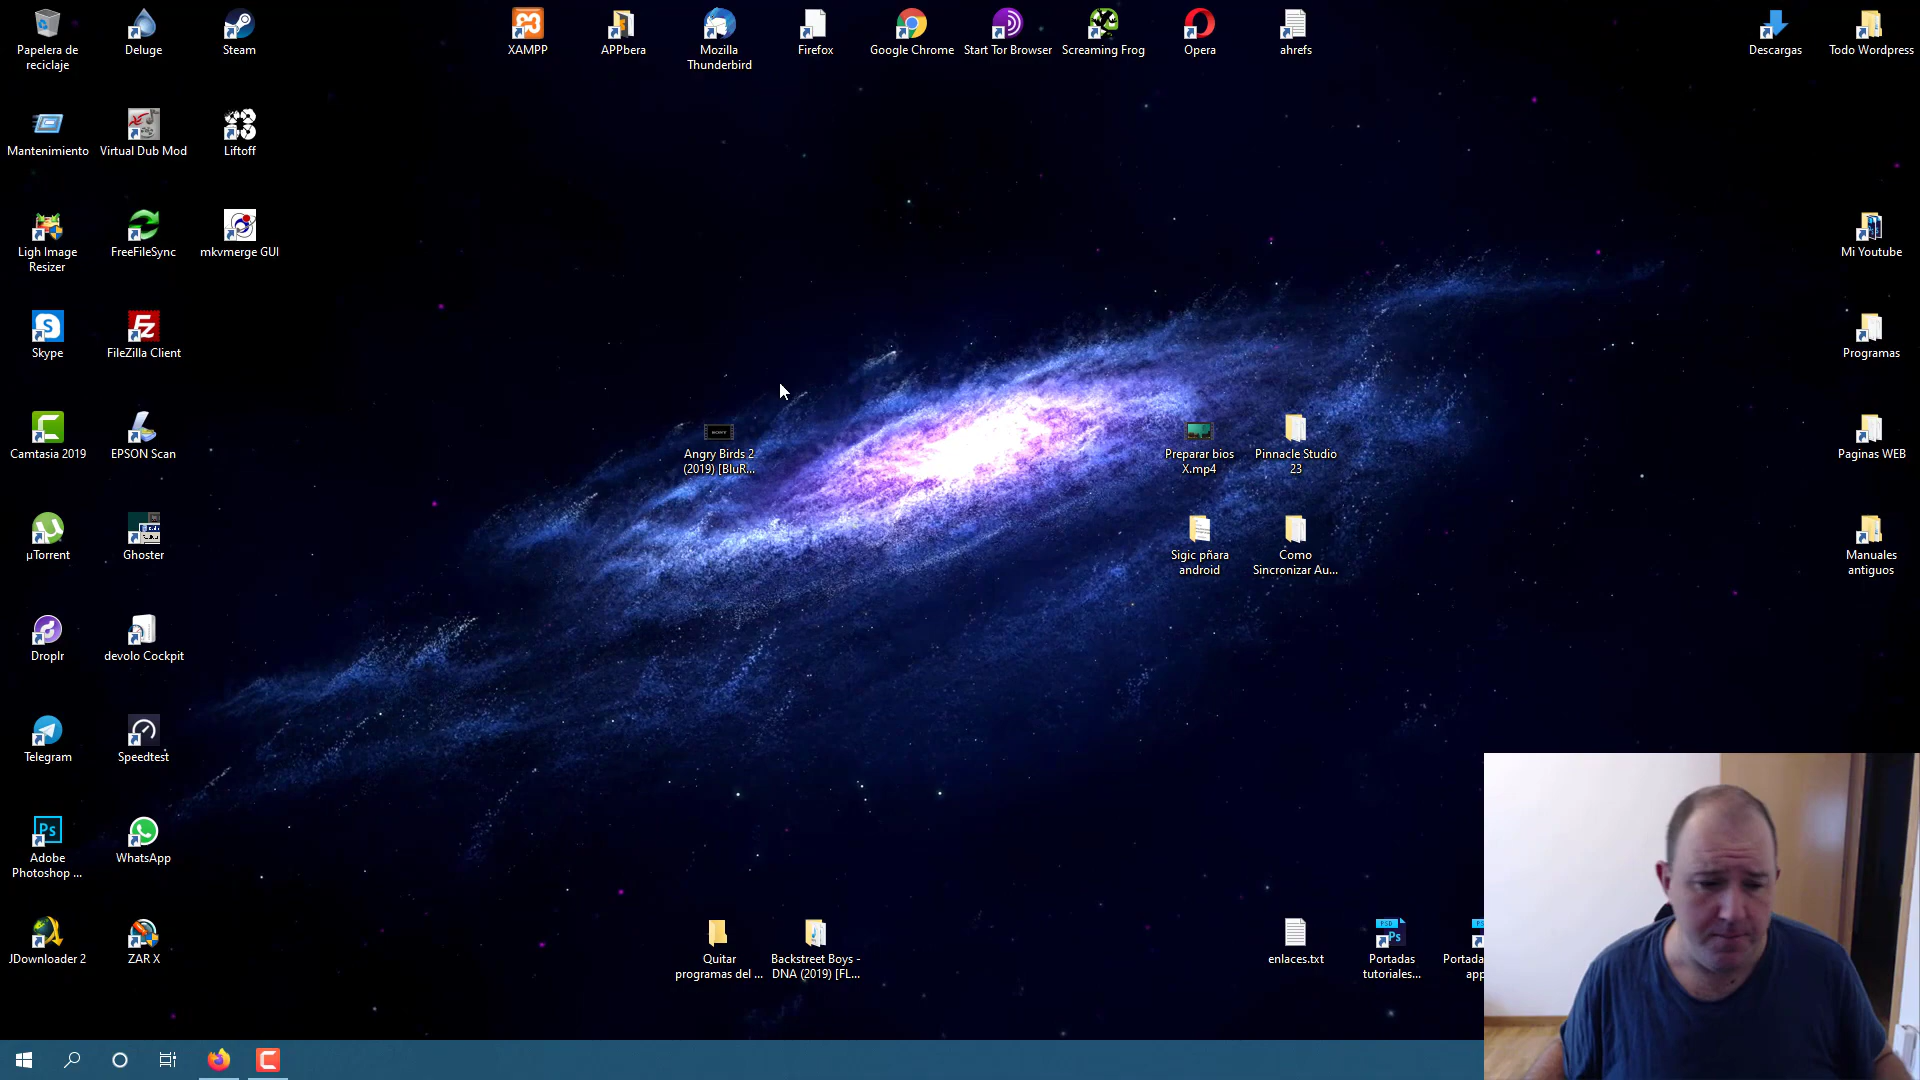 Papelera de
reciclaje
Deluge
Steam
XAMPP
APPbera
Mozilla
Thunderbird
Firefox
Google Chrome
Start Tor Browser
Screaming Frog
Opera
ahrefs
Descargas
Todo Wordpress
Mantenimiento
Virtual Dub Mod
Liftoff
Ligh Image
Resizer
FreeFileSync
mkvmerge GUI
Mi Youtube
Skype
FileZilla Client
Programas
Camtasia 2019
EPSON Scan
SONY
Angry Birds 2
(2019) [BluR...
Preparar bios
X.mp4
Pinnacle Studio
23
Paginas WEB
µTorrent
Ghoster
Sigic pñara
android
Como
Sincronizar Au...
Manuales
antiguos
Droplr
devolo Cockpit
Telegram
Speedtest
Ps
Adobe
Photoshop ...
WhatsApp
JDownloader 2
ZAR X
Quitar
programas del ...
Backstreet Boys -
DNA (2019) [FL...
enlaces.txt
PSD
Ps
Portadas
tutoriales...